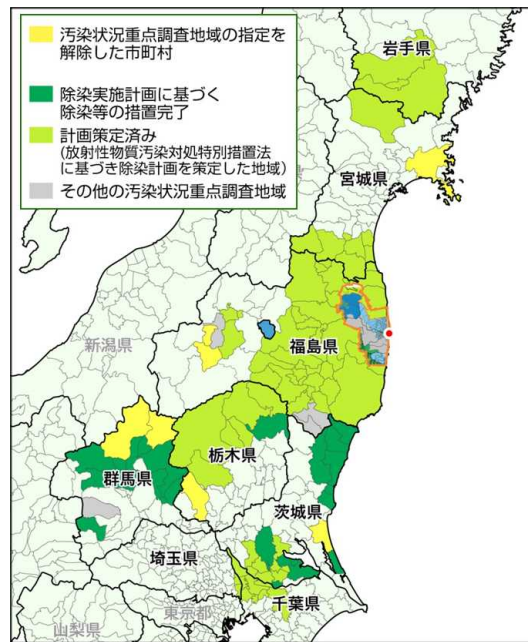 汚染状況重点調査地域の指定を
解除した市町村
除染実施計画に基づく
除染等の措置完了
計画策定済み
(放射性物質汚染対処特別措置法
に基づき除染計画を策定した地域)
その他の汚染状況重点調査地域
岩手県
宮城県
新潟県
福島県
栃木県
群馬県
茨城県
埼玉県
東京都
千葉県
山梨県